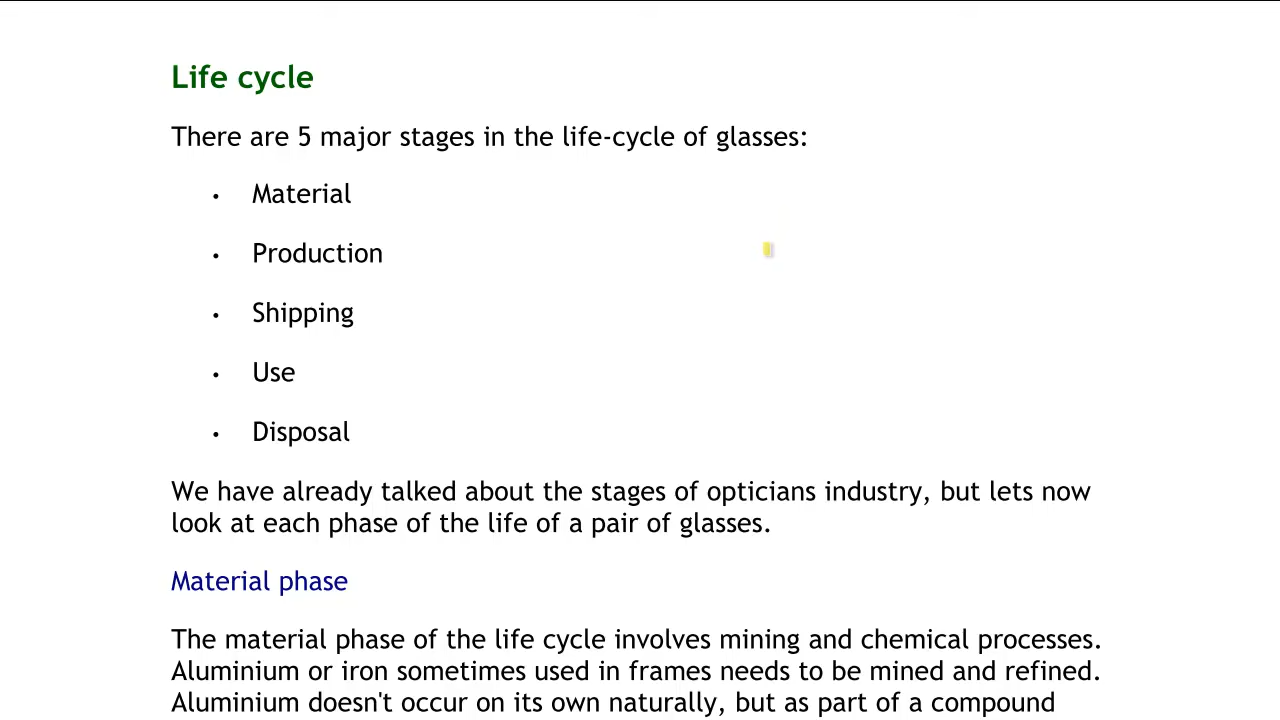 Life cycle
There are 5 major stages in the life-cycle of glasses:
• Material
• Production
• Shipping
• Use
• Disposal
We have already talked about the stages of opticians industry, but lets now
look at each phase of the life of a pair of glasses.
Material phase
The material phase of the life cycle involves mining and chemical processes.
Aluminium or iron sometimes used in frames needs to be mined and refined.
Aluminium doesn't occur on its own naturally, but as part of a compound